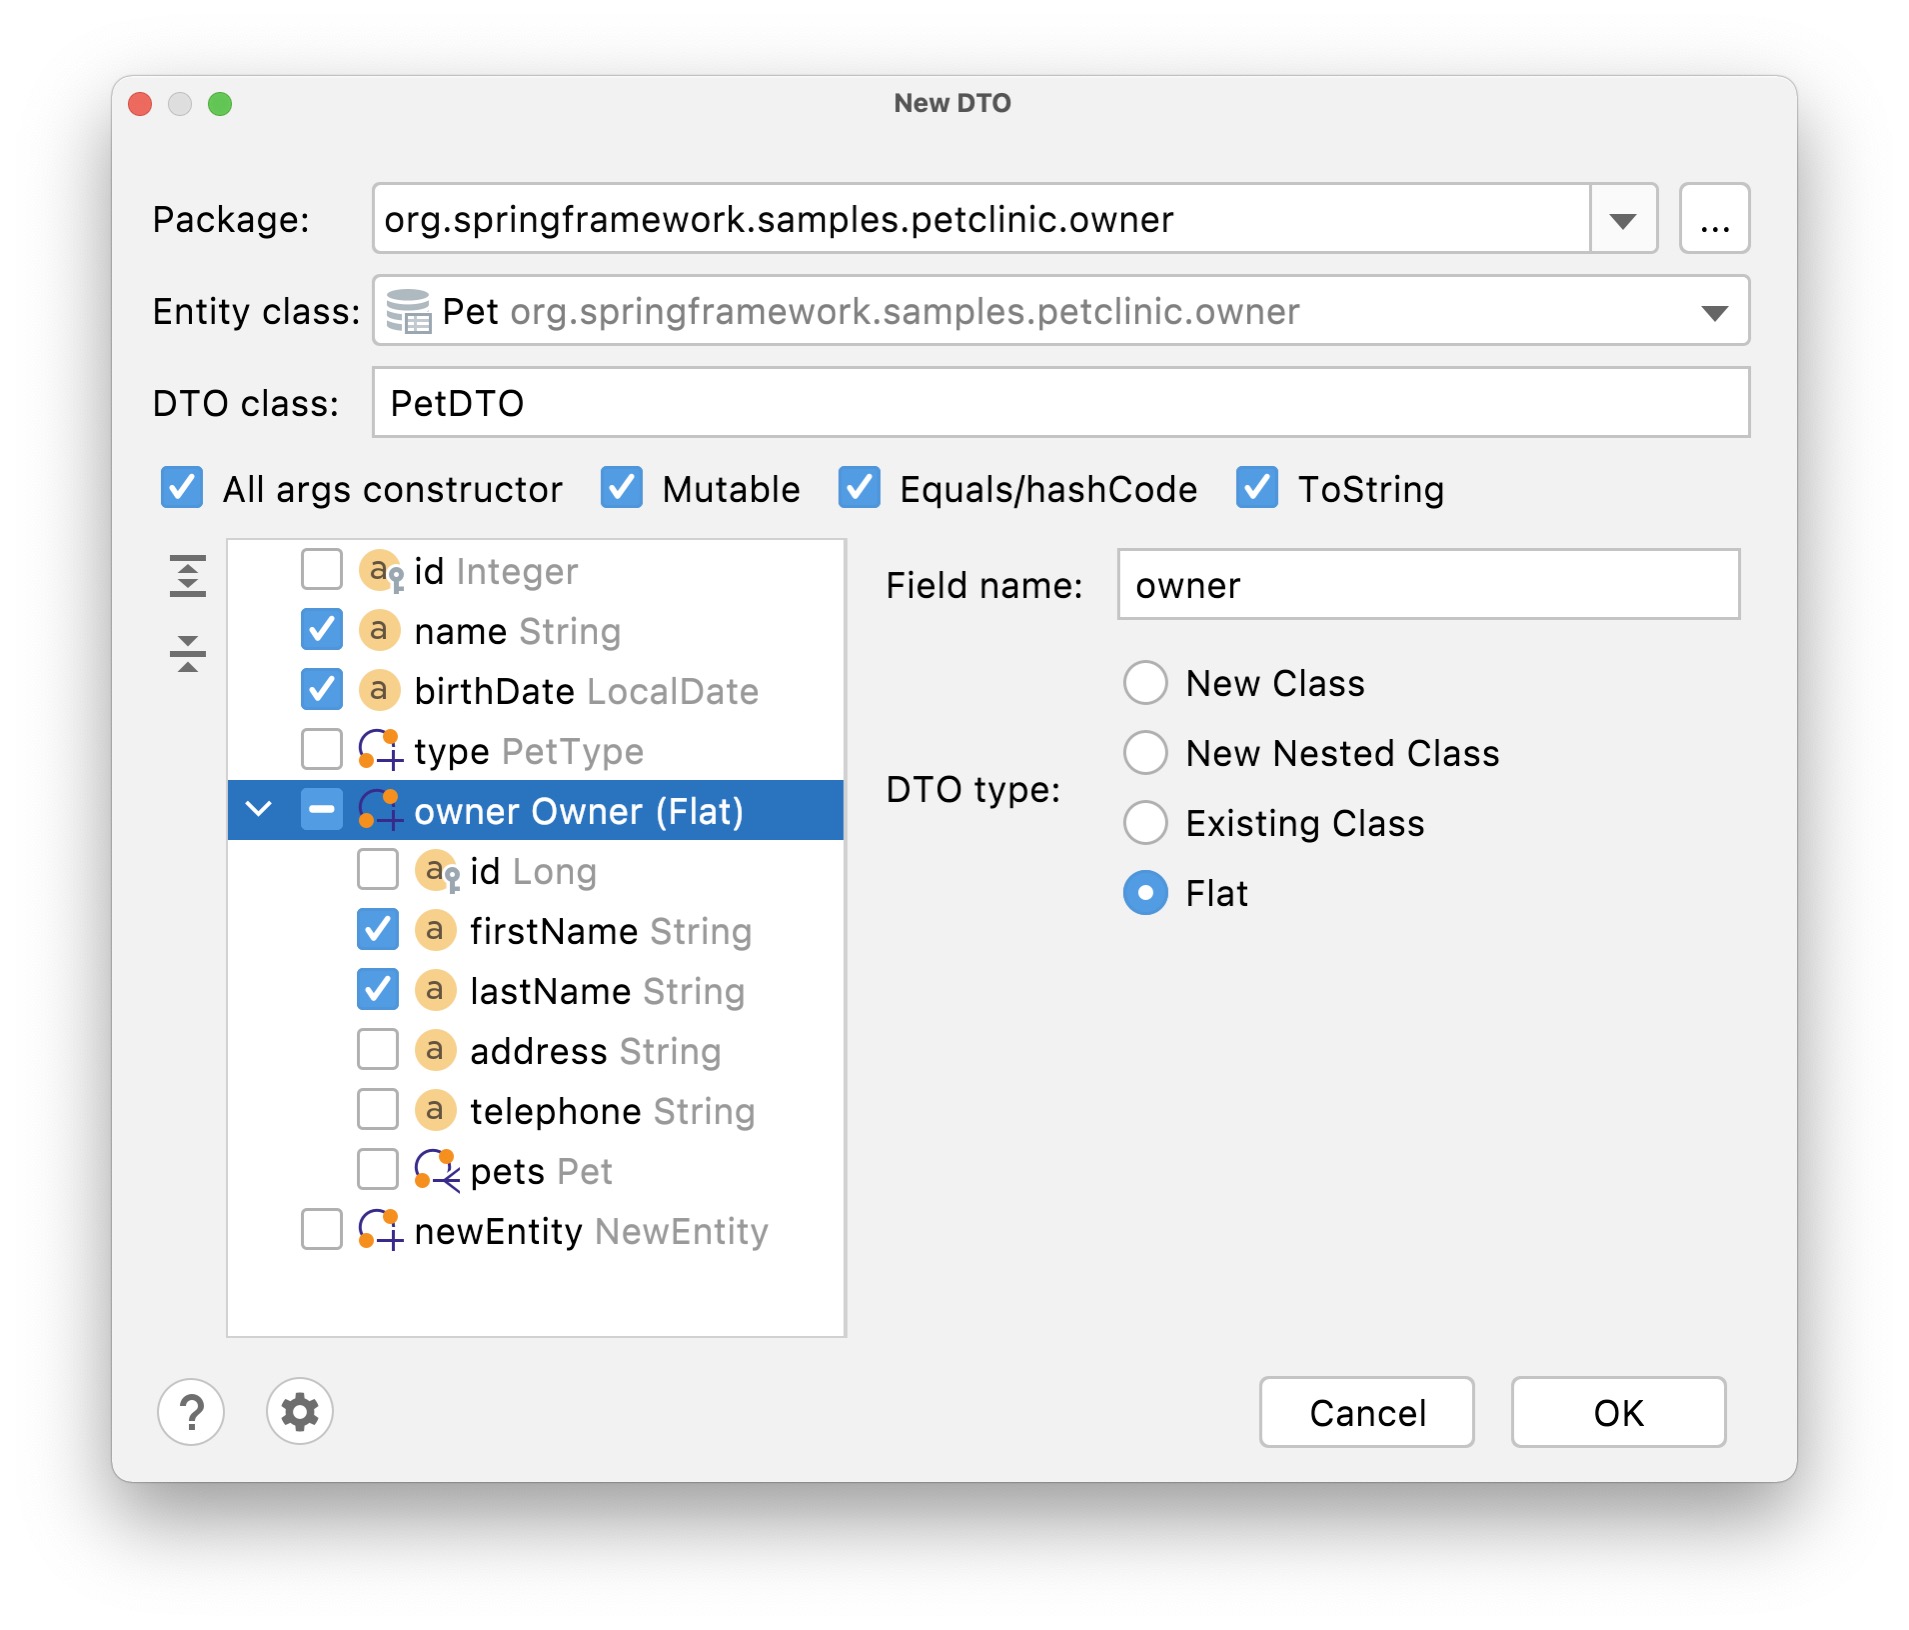 New DTO
Package: org.springframework.samples.petclinic.owner ...
Entity class: Pet org.springframework.samples.petclinic.owner
DTO class: PetDTO
All args constructor Mutable Equals/hashCode ToString
a id Integer
a name String
a birthDate LocalDate
type PetType
owner Owner (Flat)
a id Long
a firstName String
a lastName String
a address String
a telephone String
pets Pet
newEntity NewEntity
Field name: owner
DTO type:
New Class
New Nested Class
Existing Class
Flat
? Cancel OK